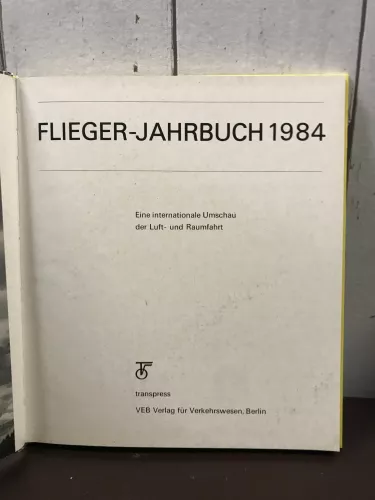 FLIEGER-JAHRBUCH 1984
Eine internationale Umschau
der Luft- und Raumfahrt
transpress
VEB Verlag für Verkehrswesen, Berlin